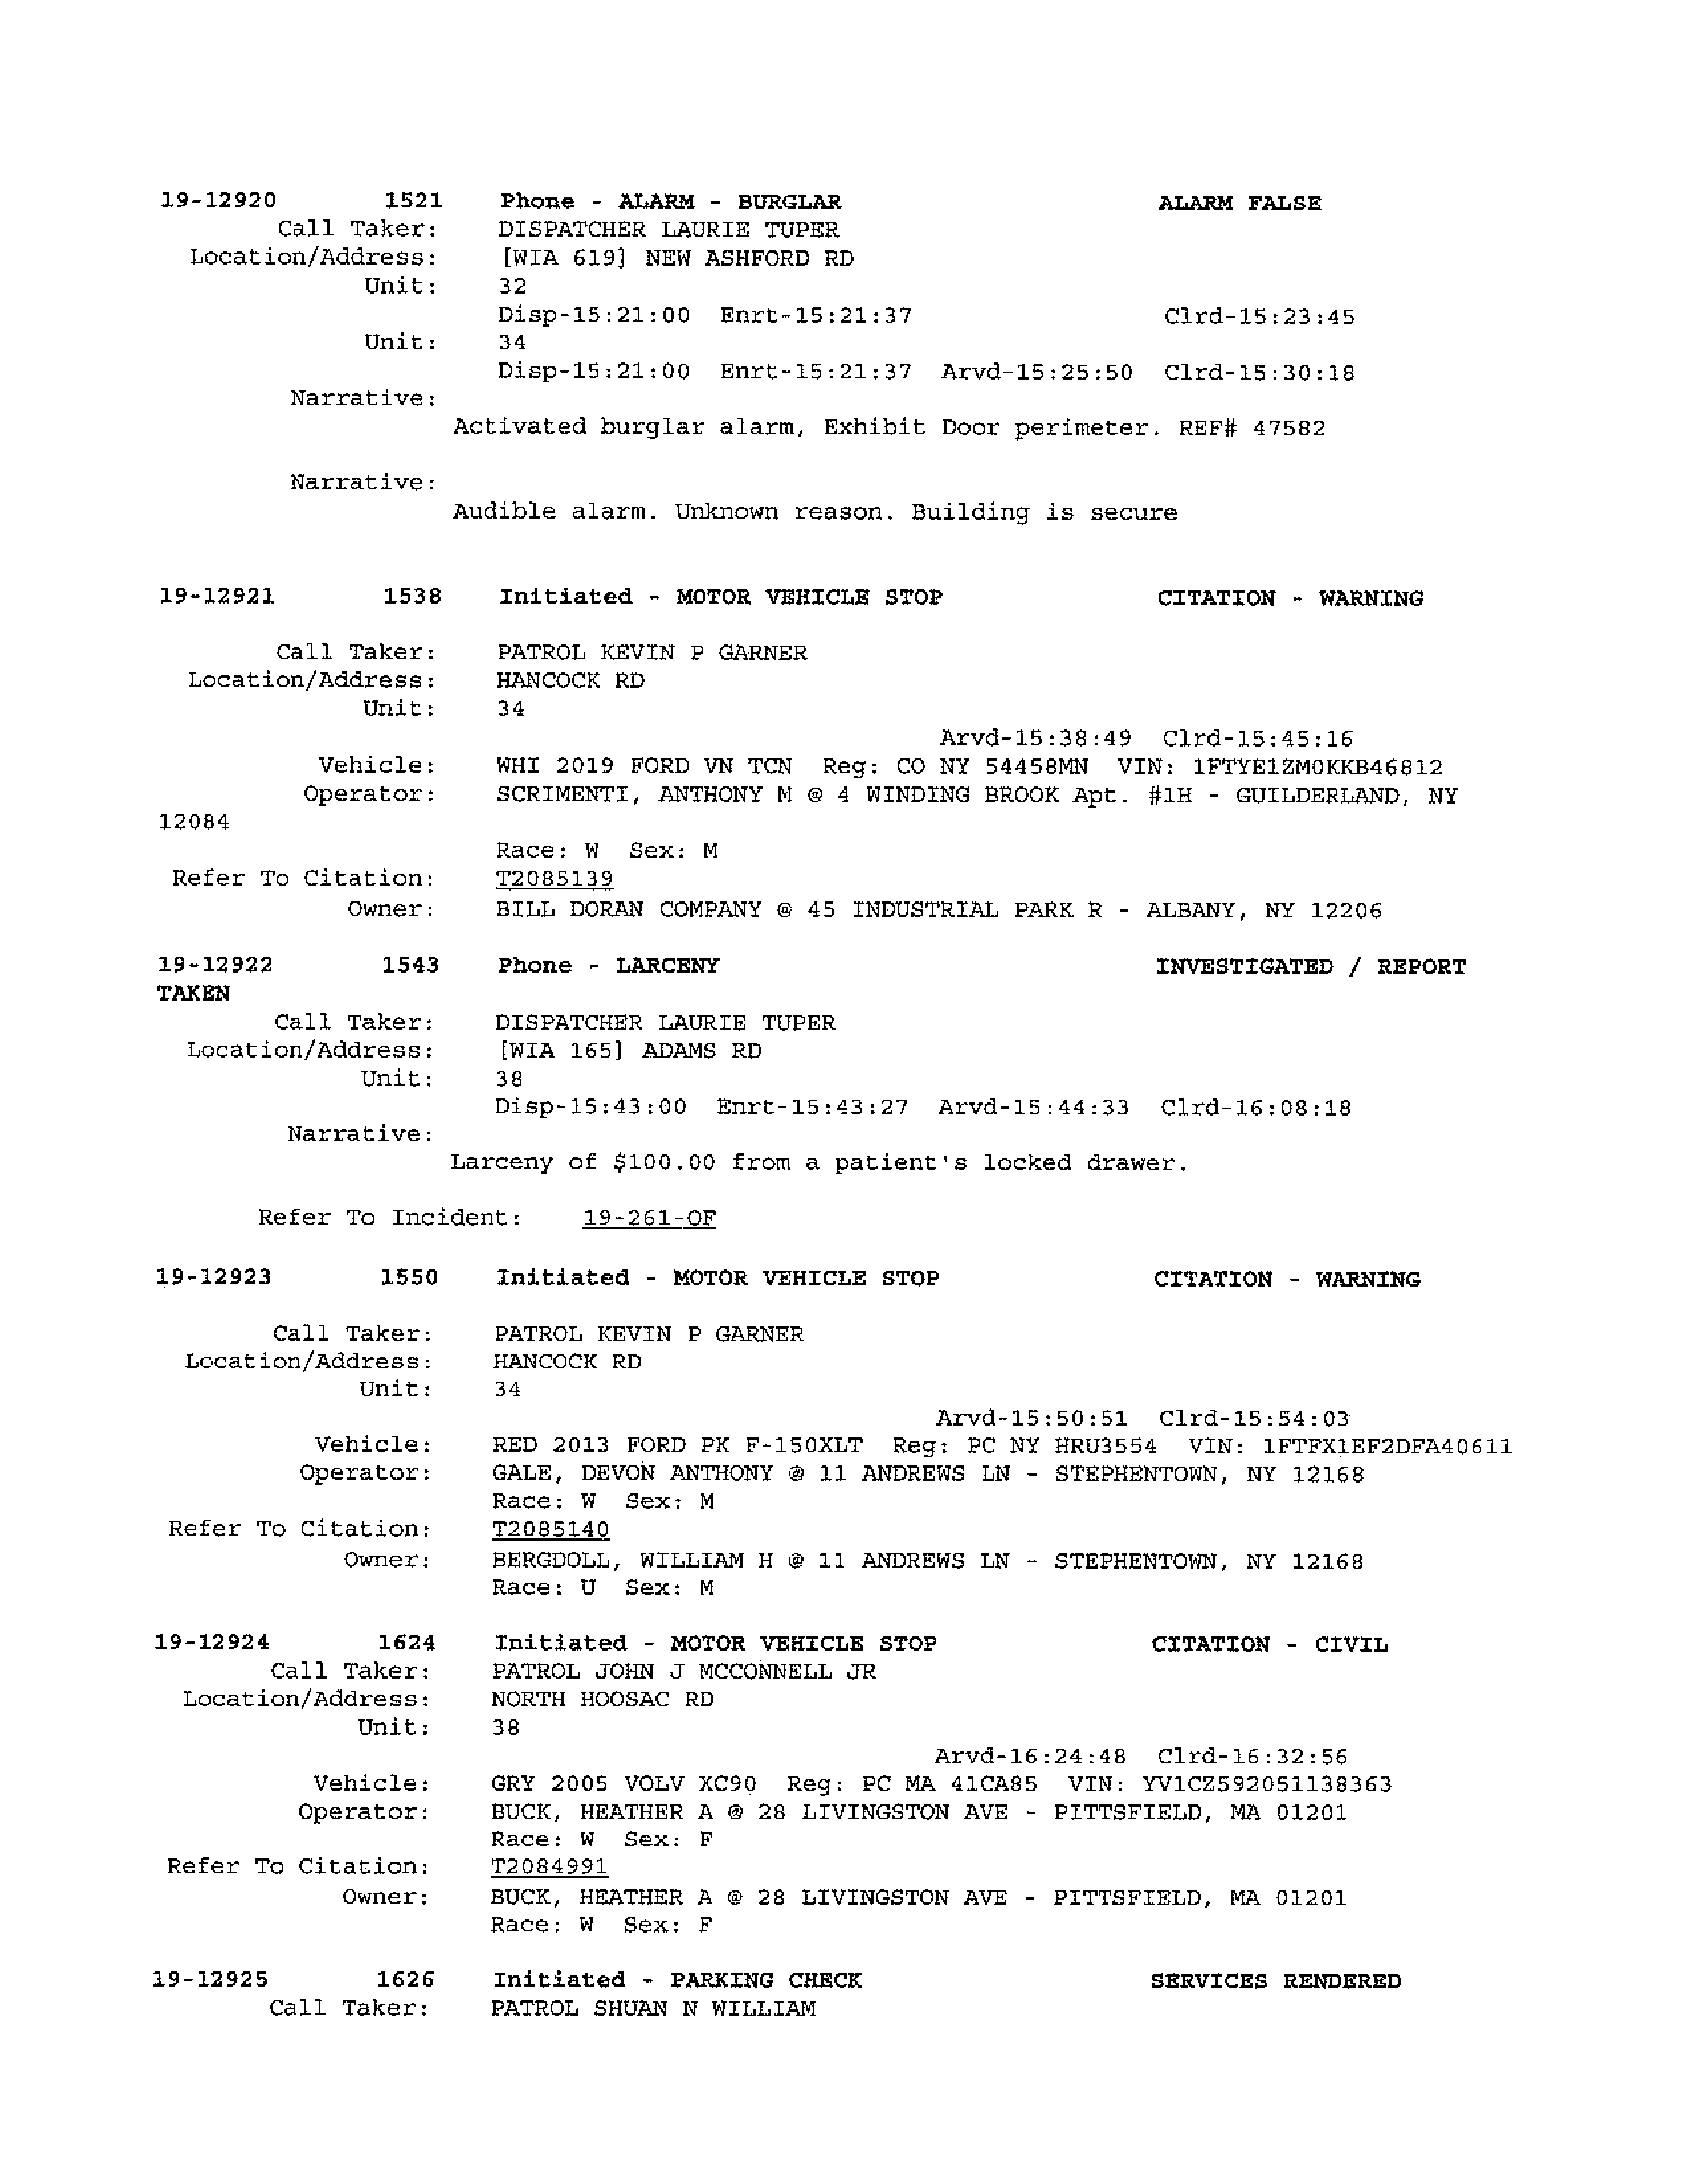 19-12920 1521 Phone - ALARM - BURGLAR ALARM FALSE
Call Taker: DISPATCHER LAURIE TUPER
Location/Address: [WIA 619] NEW ASHFORD RD
Unit: 32
Disp-15:21:00 Enrt-15:21:37 Clrd-15:23:45
Unit: 34
Disp-15:21:00 Enrt-15:21:37 Arvd-15:25:50 Clrd-15:30:18
Narrative:
Activated burglar alarm, Exhibit Door perimeter. REF# 47582
Narrative:
Audible alarm. Unknown reason. Building is secure
19-12921 1538 Initiated - MOTOR VEHICLE STOP CITATION - WARNING
Call Taker: PATROL KEVIN P GARNER
Location/Address: HANCOCK RD
Unit: 34
Arvd-15:38:49 Clrd-15:45:16
Vehicle: WHI 2019 FORD VN TCN Reg: CO NY 54458MN VIN: 1FTYE1ZM0KKB46812
Operator: SCRIMENTI, ANTHONY M @ 4 WINDING BROOK Apt. #1H - GUILDERLAND, NY
12084
Race: W Sex: M
Refer To Citation: T2085139
Owner: BILL DORAN COMPANY @ 45 INDUSTRIAL PARK R - ALBANY, NY 12206
19-12922 1543 Phone - LARCENY INVESTIGATED / REPORT
TAKEN
Call Taker: DISPATCHER LAURIE TUPER
Location/Address: [WIA 165] ADAMS RD
Unit: 38
Disp-15:43:00 Enrt-15:43:27 Arvd-15:44:33 Clrd-16:08:18
Narrative:
Larceny of $100.00 from a patient's locked drawer.
Refer To Incident: 19-261-OF
19-12923 1550 Initiated - MOTOR VEHICLE STOP CITATION - WARNING
Call Taker: PATROL KEVIN P GARNER
Location/Address: HANCOCK RD
Unit: 34
Arvd-15:50:51 Clrd-15:54:03
Vehicle: RED 2013 FORD PK F-150XLT Reg: PC NY HRU3554 VIN: 1FTFX1EF2DFA40611
Operator: GALE, DEVON ANTHONY @ 11 ANDREWS LN - STEPHENTOWN, NY 12168
Race: W Sex: M
Refer To Citation: T2085140
Owner: BERGDOLL, WILLIAM H @ 11 ANDREWS LN - STEPHENTOWN, NY 12168
Race: U Sex: M
19-12924 1624 Initiated - MOTOR VEHICLE STOP CITATION - CIVIL
Call Taker: PATROL JOHN J MCCONNELL JR
Location/Address: NORTH HOOSAC RD
Unit: 38
Arvd-16:24:48 Clrd-16:32:56
Vehicle: GRY 2005 VOLV XC90 Reg: PC MA 41CA85 VIN: YV1CZ592051138363
Operator: BUCK, HEATHER A @ 28 LIVINGSTON AVE - PITTSFIELD, MA 01201
Race: W Sex: F
Refer To Citation: T2084991
Owner: BUCK, HEATHER A @ 28 LIVINGSTON AVE - PITTSFIELD, MA 01201
Race: W Sex: F
19-12925 1626 Initiated - PARKING CHECK SERVICES RENDERED
Call Taker: PATROL SHUAN N WILLIAM